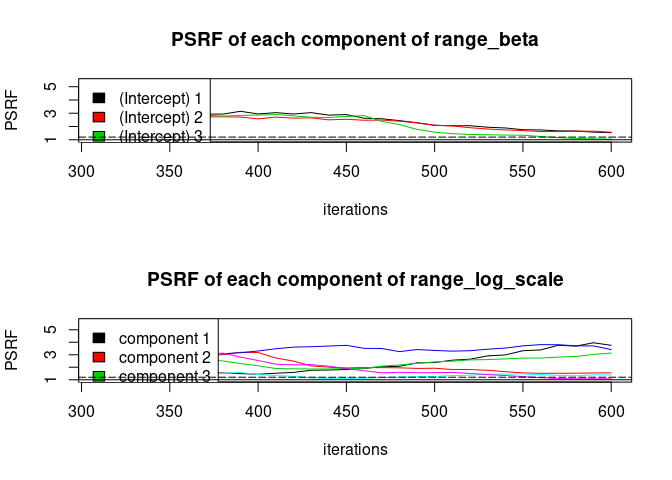 PSRF of each component of range_beta
PSRF
5
3
1
(Intercept) 1
(Intercept) 2
(Intercept) 3
300 350 400 450 500 550 600
iterations
PSRF of each component of range_log_scale
PSRF
5
3
1
component 1
component 2
component 3
300 350 400 450 500 550 600
iterations